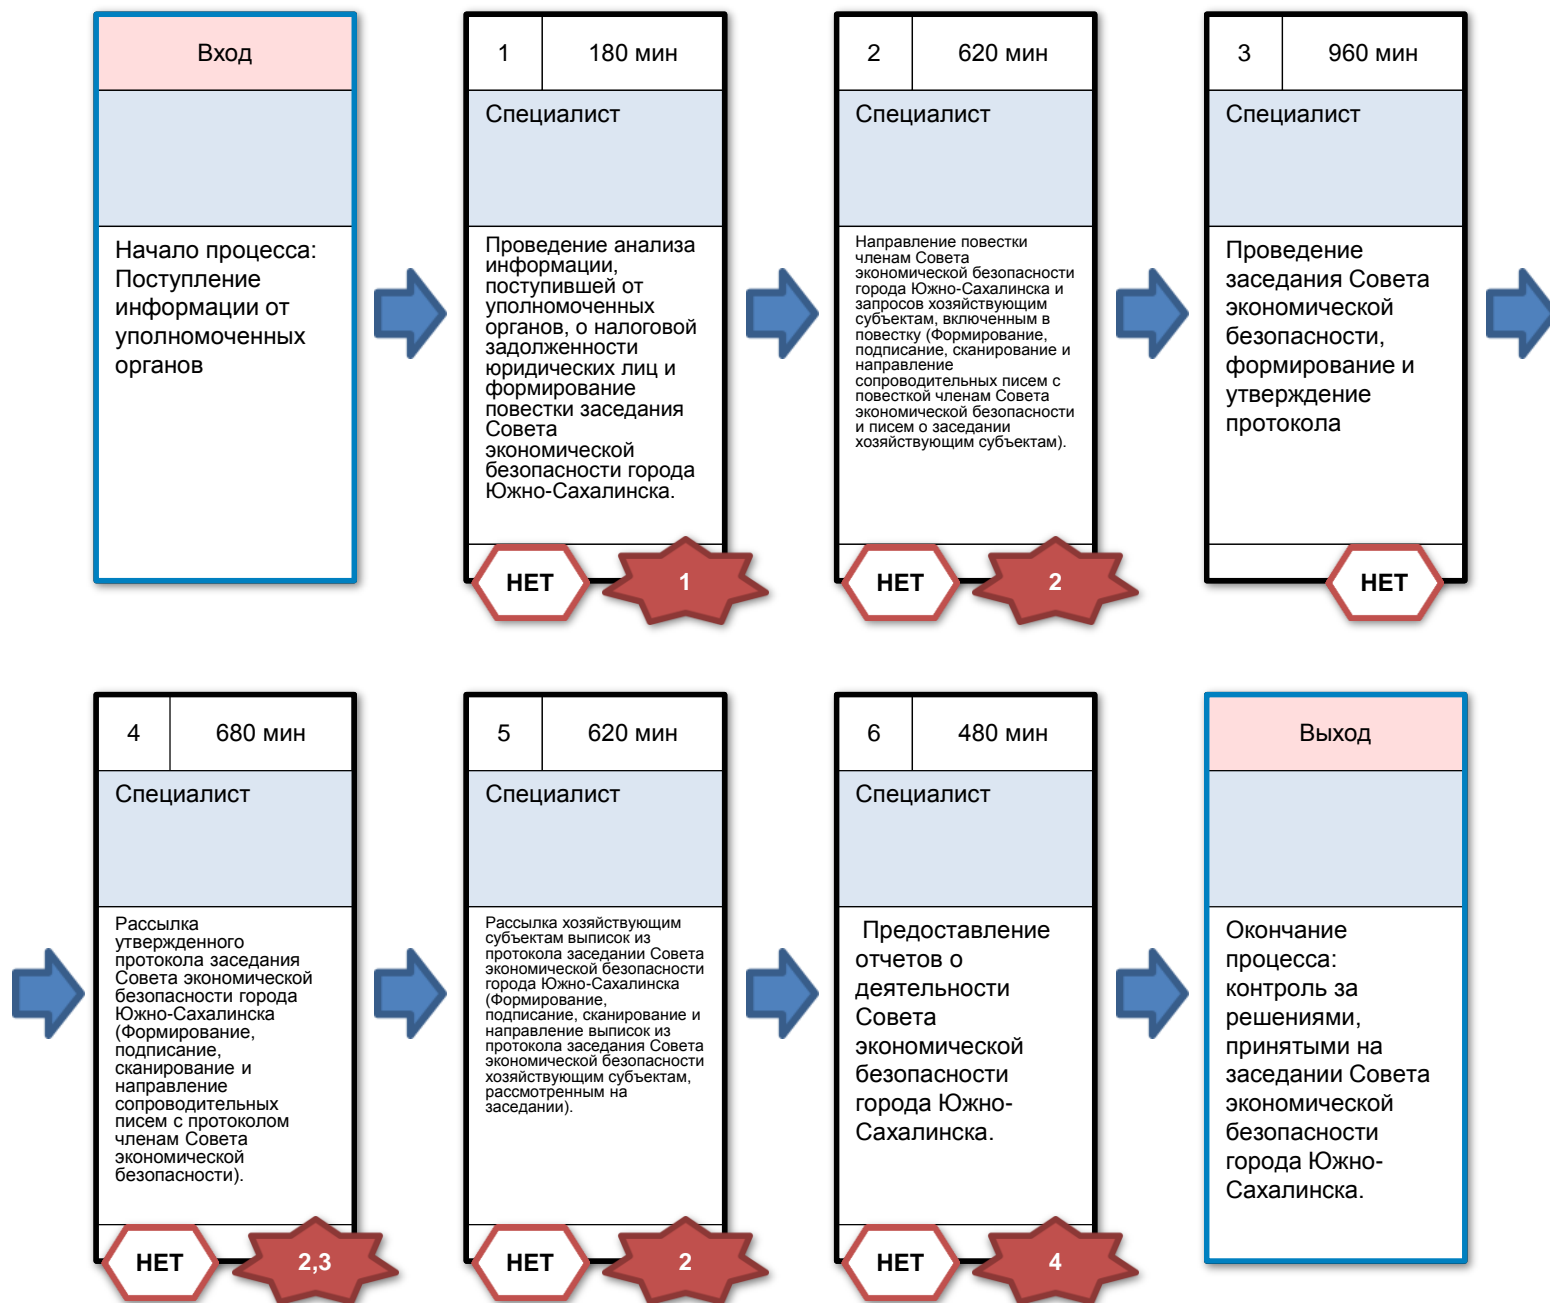 Вход
Начало процесса:
Поступление
информации от
уполномоченных
органов
1
180 мин
Специалист
Проведение анализа
информации,
поступившей от
уполномоченных
органов, о налоговой
задолженности
юридических лиц и
формирование
повестки заседания
Совета
экономической
безопасности города
Южно-Сахалинска.
НЕТ
1
2
620 мин
Специалист
Направление повестки
членам Совета
экономической безопасности
города Южно-Сахалинска и
запросов хозяйствующим
субъектам, включенным в
повестку (Формирование,
подписание, сканирование и
направление
сопроводительных писем с
повесткой членам Совета
экономической безопасности
и писем о заседании
хозяйствующим субъектам).
НЕТ
2
3
960 мин
Специалист
Проведение
заседания Совета
экономической
безопасности,
формирование и
утверждение
протокола
НЕТ
4
680 мин
Специалист
Рассылка
утвержденного
протокола заседания
Совета экономической
безопасности города
Южно-Сахалинска
(Формирование,
подписание,
сканирование и
направление
сопроводительных
писем с протоколом
членам Совета
экономической
безопасности).
НЕТ
2,3
5
620 мин
Специалист
Рассылка хозяйствующим
субъектам выписок из
протокола заседании Совета
экономической безопасности
города Южно-Сахалинска
(Формирование,
подписание, сканирование и
направление выписок из
протокола заседания Совета
экономической безопасности
хозяйствующим субъектам,
рассмотренным на
заседании).
НЕТ
2
6
480 мин
Специалист
Предоставление
отчетов о
деятельности
Совета
экономической
безопасности
города Южно-
Сахалинска.
НЕТ
4
Выход
Окончание
процесса:
контроль за
решениями,
принятыми на
заседании Совета
экономической
безопасности
города Южно-
Сахалинска.